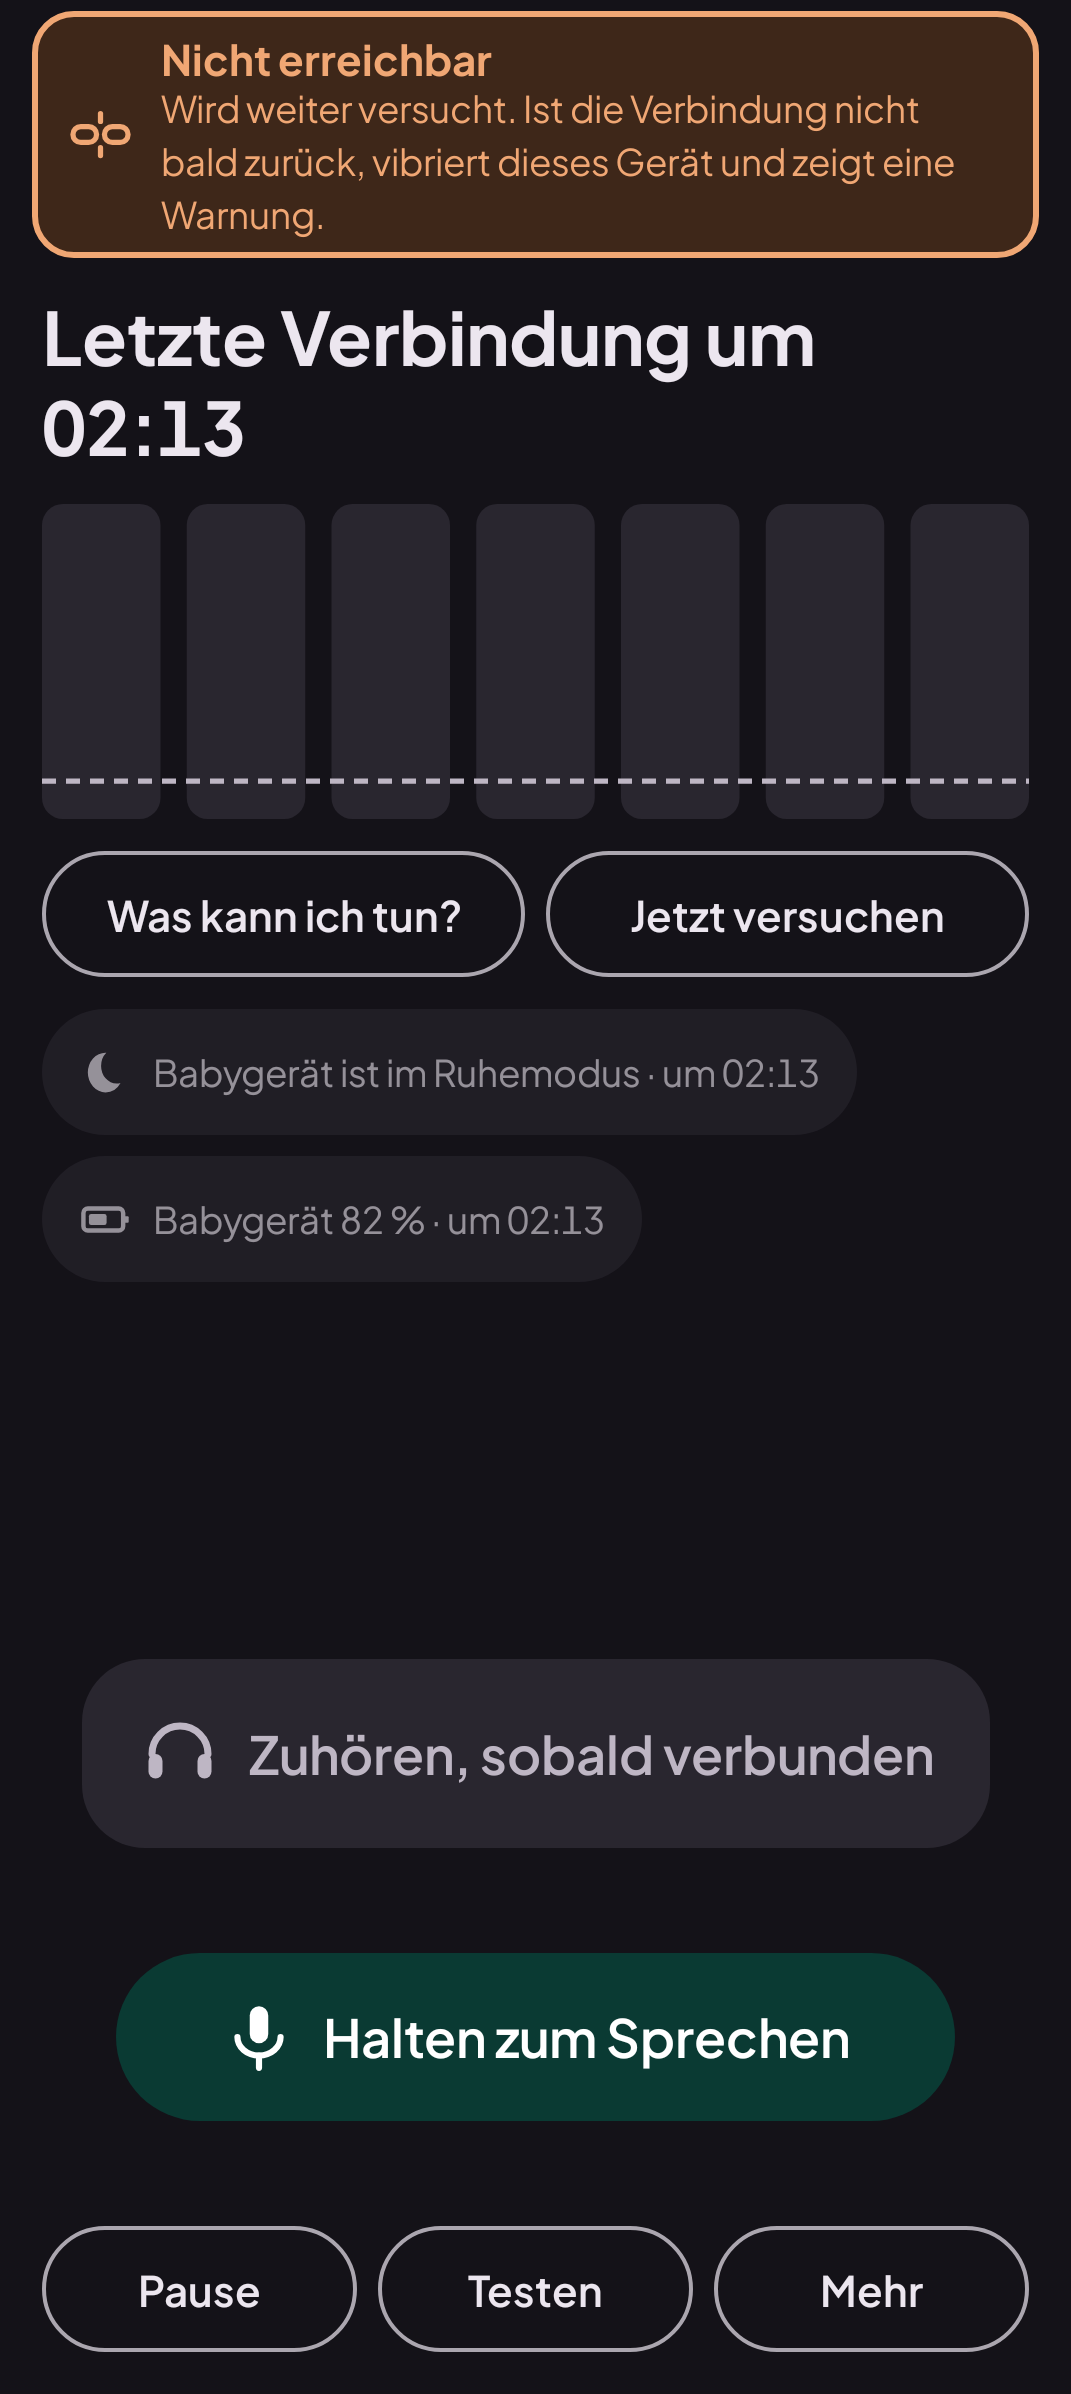 Nicht erreichbar
Wird weiter versucht. Ist die Verbindung nicht
bald zurück, vibriert dieses Gerät und zeigt eine
Warnung.
Letzte Verbindung um
02:13
Was kann ich tun?
Jetzt versuchen
Babygerät ist im Ruhemodus · um 02:13
Babygerät 82 % · um 02:13
Zuhören, sobald verbunden
Halten zum Sprechen
Pause
Testen
Mehr